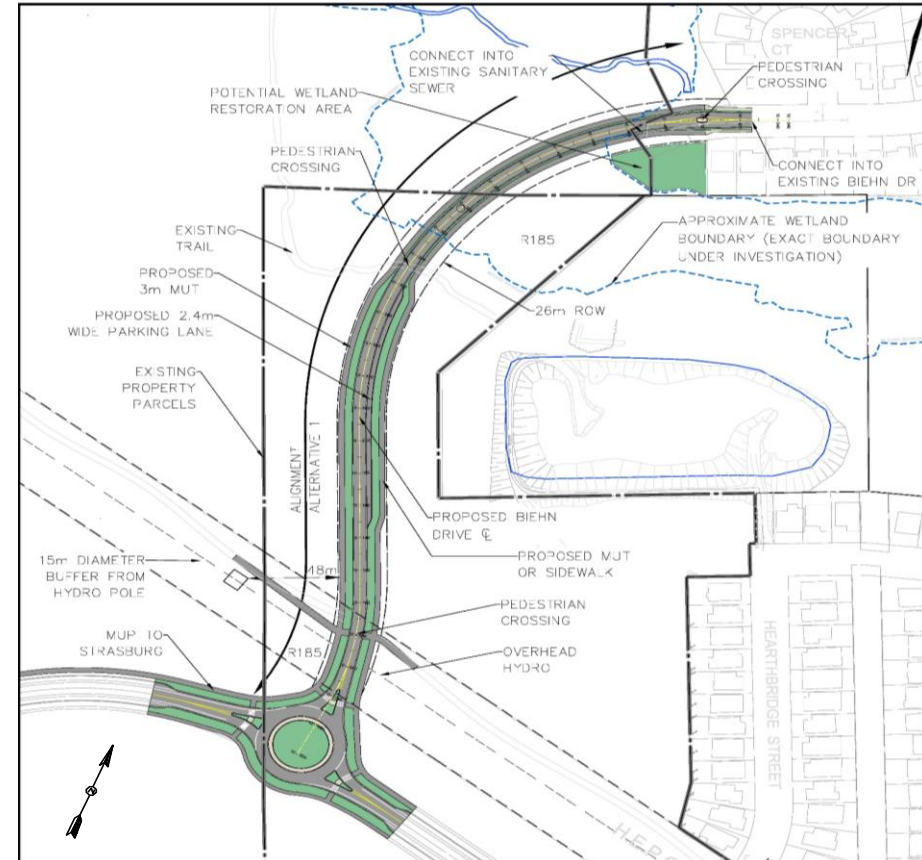 SPENCER
CT
CONNECT INTO
EXISTING SANITARY
SEWER
PEDESTRIAN
CROSSING
POTENTIAL WETLAND
RESTORATION AREA
PEDESTRIAN
CROSSING
CONNECT INTO
EXISTING BIEHN DR
EXISTING
TRAIL
R185
APPROXIMATE WETLAND
BOUNDARY (EXACT BOUNDARY
UNDER INVESTIGATION)
PROPOSED
3m MUT
26m ROW
PROPOSED 2.4m
WIDE PARKING LANE
EXISTING
PROPERTY
PARCELS
ALIGNMENT
ALTERNATIVE 1
PROPOSED BIEHN
DRIVE ℄
PROPOSED MUT
OR SIDEWALK
15m DIAMETER
BUFFER FROM
HYDRO POLE
48m
PEDESTRIAN
CROSSING
MUP TO
STRASBURG
R185
OVERHEAD
HYDRO
HEARTHBRIDGE STREET